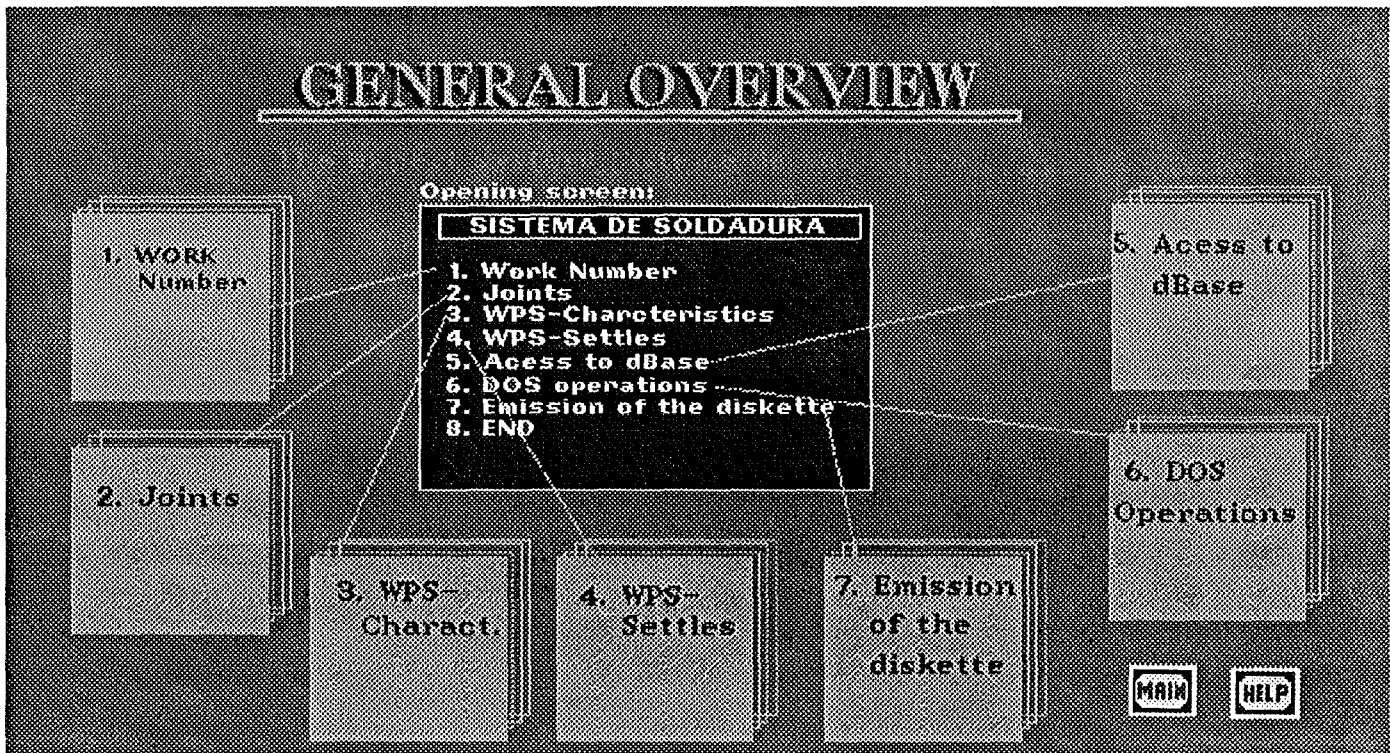 GENERAL OVERVIEW
Opening screen:
SISTEMA DE SOLDADURA
1. Work Number
2. Joints
3. WPS-Charcteristics
4. WPS-Settles
5. Acess to dBase
6. DOS operations
7. Emission of the diskette
8. END
1. WORK
Number
2. Joints
3. WPS-
Charact.
4. WPS-
Settles
7. Emission
of the
diskette
5. Acess to
dBase
6. DOS
Operations
MAIN
HELP